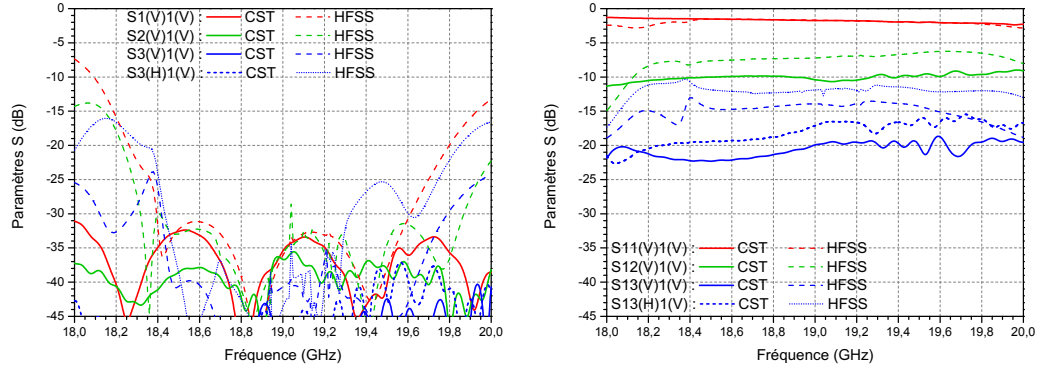 S1(V)1(V) : CST HFSS
S2(V)1(V) : CST HFSS
S3(V)1(V) : CST HFSS
S3(H)1(V) : CST HFSS
0
-5
-10
-15
-20
-25
-30
-35
-40
-45
Paramètres S (dB)
18,0 18,2 18,4 18,6 18,8 19,0 19,2 19,4 19,6 19,8 20,0
Fréquence (GHz)
0
-5
-10
-15
-20
-25
-30
-35
-40
-45
Paramètres S (dB)
S11(V)1(V) : CST HFSS
S12(V)1(V) : CST HFSS
S13(V)1(V) : CST HFSS
S13(H)1(V) : CST HFSS
18,0 18,2 18,4 18,6 18,8 19,0 19,2 19,4 19,6 19,8 20,0
Fréquence (GHz)